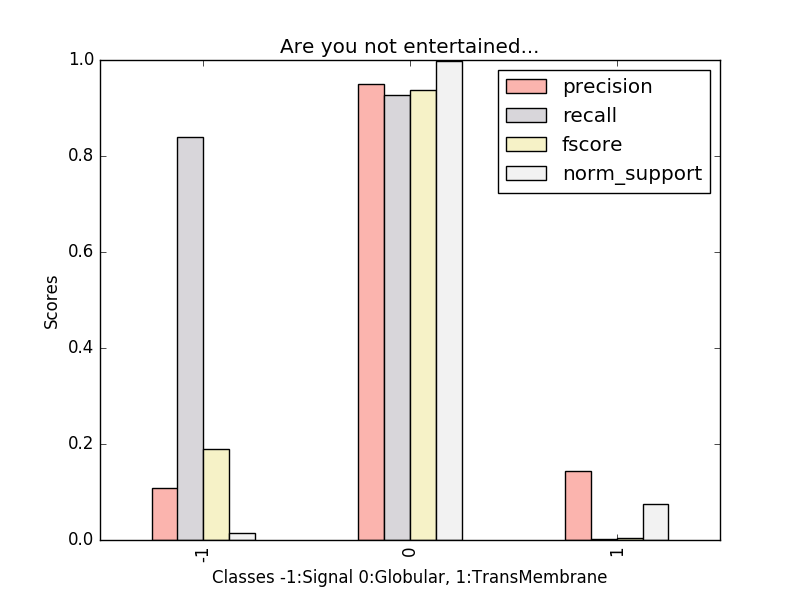 Are you not entertained...
precision
recall
fscore
norm_support
1.0
0.8
0.6
0.4
0.2
0.0
Scores
-1
0
1
Classes -1:Signal 0:Globular, 1:TransMembrane